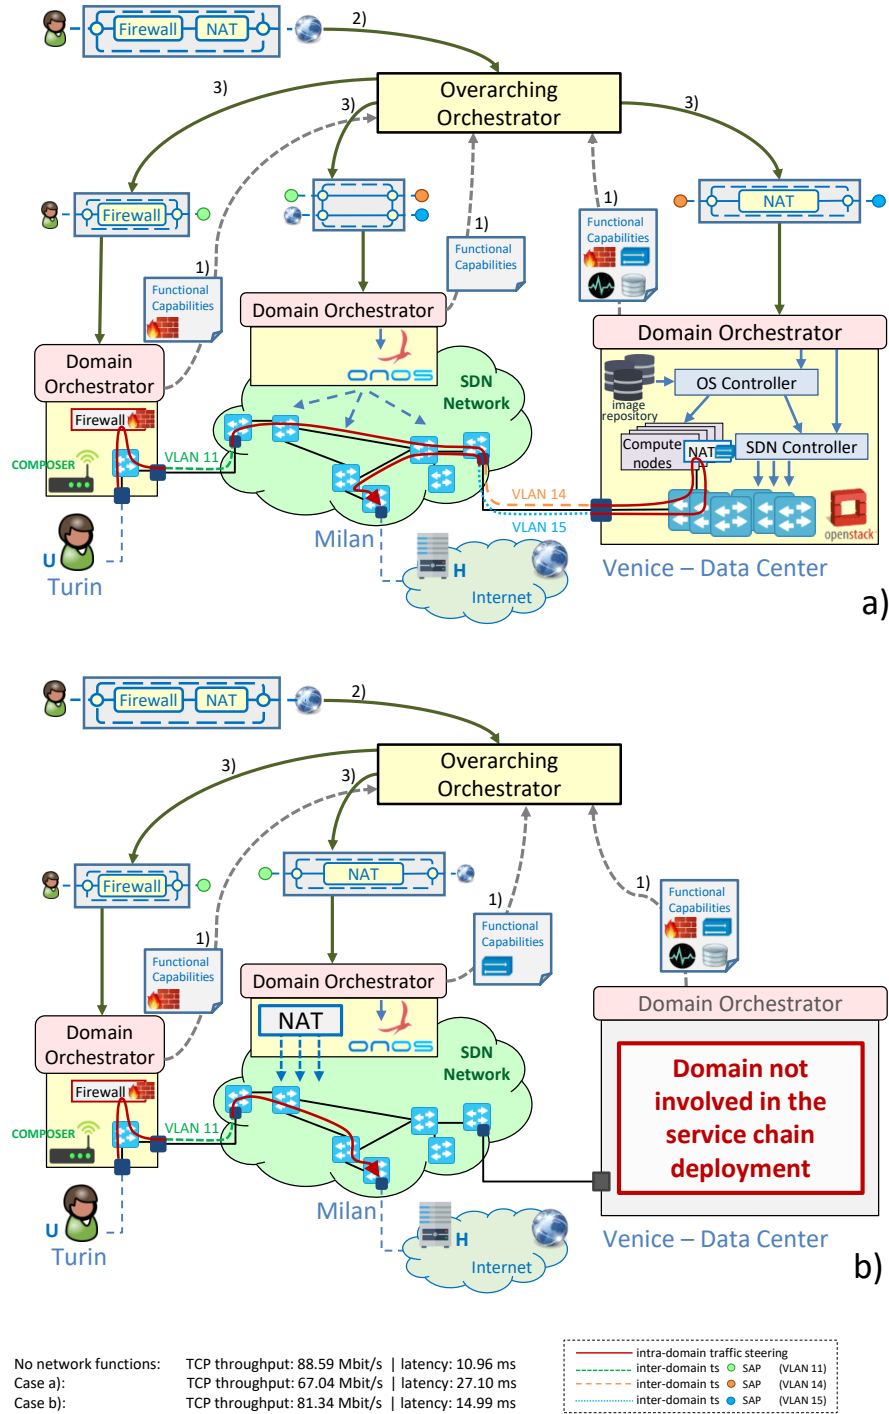 2)
Firewall
NAT
Overarching
Orchestrator
3)
3)
3)
1)
1)
1)
Firewall
NAT
Functional
Capabilities
Functional
Capabilities
Functional
Capabilities
Domain
Orchestrator
Domain Orchestrator
Domain Orchestrator
onos
SDN
Network
OS Controller
image
repository
Compute
nodes
NAT
SDN Controller
Firewall
COMPOSER
VLAN 11
VLAN 14
VLAN 15
openstack
U
Turin
Milan
H
Internet
Venice – Data Center
a)
2)
Firewall
NAT
Overarching
Orchestrator
3)
3)
1)
1)
1)
Firewall
NAT
Functional
Capabilities
Functional
Capabilities
Functional
Capabilities
Domain
Orchestrator
Domain Orchestrator
Domain Orchestrator
NAT
onos
SDN
Network
Firewall
COMPOSER
VLAN 11
Domain not
involved in the
service chain
deployment
U
Turin
Milan
H
Internet
Venice – Data Center
b)
No network functions: TCP throughput: 88.59 Mbit/s | latency: 10.96 ms
Case a): TCP throughput: 67.04 Mbit/s | latency: 27.10 ms
Case b): TCP throughput: 81.34 Mbit/s | latency: 14.99 ms
intra-domain traffic steering
inter-domain ts SAP (VLAN 11)
inter-domain ts SAP (VLAN 14)
inter-domain ts SAP (VLAN 15)